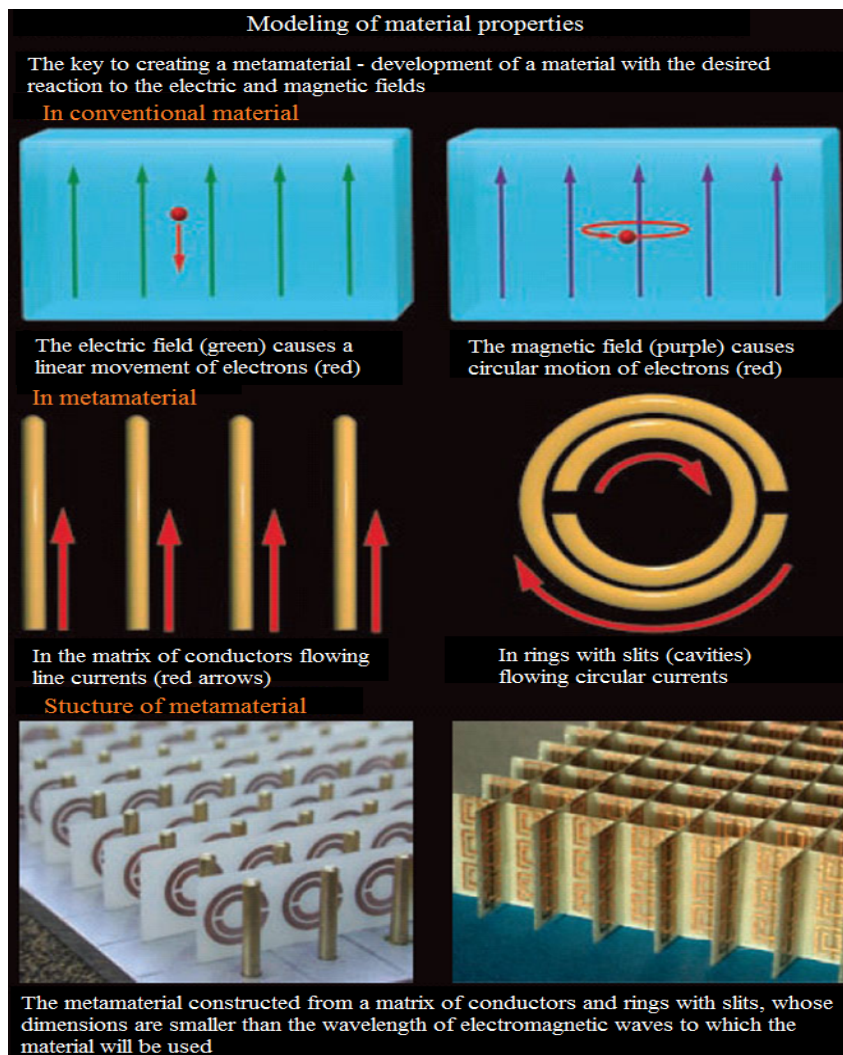 Modeling of material properties
The key to creating a metamaterial - development of a material with the desired
reaction to the electric and magnetic fields
In conventional material
The electric field (green) causes a
linear movement of electrons (red)
The magnetic field (purple) causes
circular motion of electrons (red)
In metamaterial
In the matrix of conductors flowing
line currents (red arrows)
In rings with slits (cavities)
flowing circular currents
Stucture of metamaterial
The metamaterial constructed from a matrix of conductors and rings with slits, whose
dimensions are smaller than the wavelength of electromagnetic waves to which the
material will be used